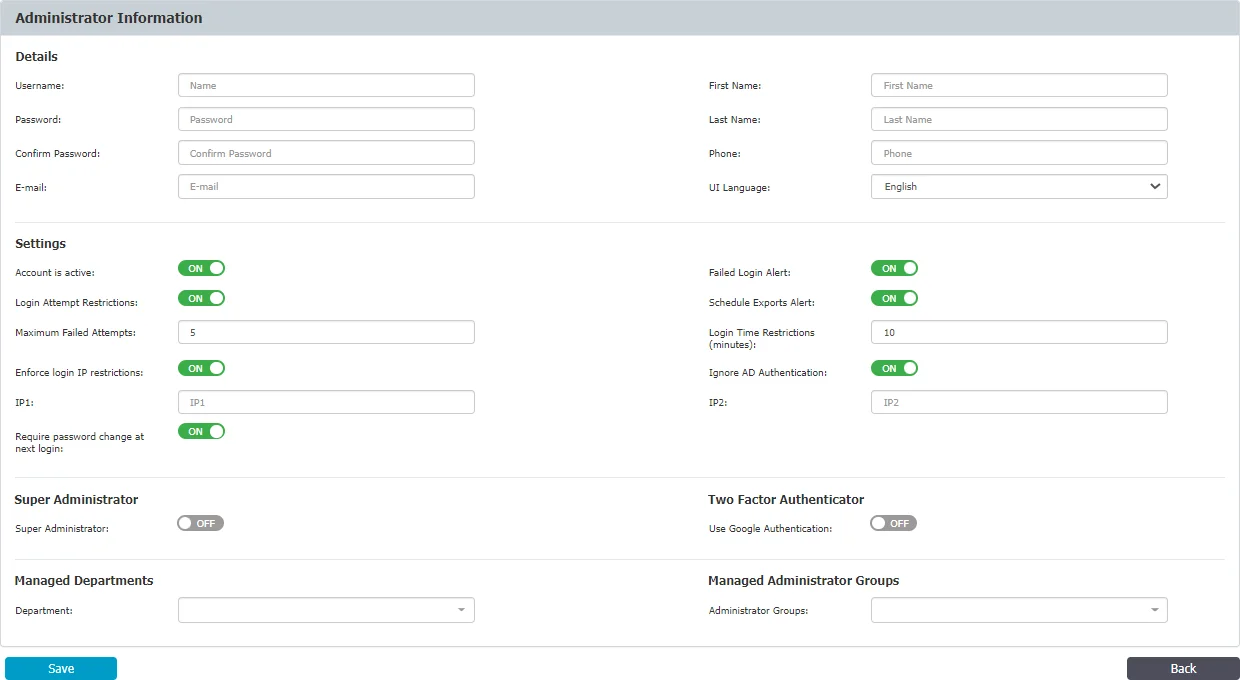 Administrator Information
Details
Username: Name First Name: First Name
Password: Password Last Name: Last Name
Confirm Password: Confirm Password Phone: Phone
E-mail: E-mail UI Language: English
Settings
Account is active: ON Failed Login Alert: ON
Login Attempt Restrictions: ON Schedule Exports Alert: ON
Maximum Failed Attempts: 5 Login Time Restrictions
(minutes): 10
Enforce login IP restrictions: ON Ignore AD Authentication: ON
IP1: IP1 IP2: IP2
Require password change at
next login: ON
Super Administrator Two Factor Authenticator
Super Administrator: OFF Use Google Authentication: OFF
Managed Departments Managed Administrator Groups
Department: Administrator Groups:
Save Back